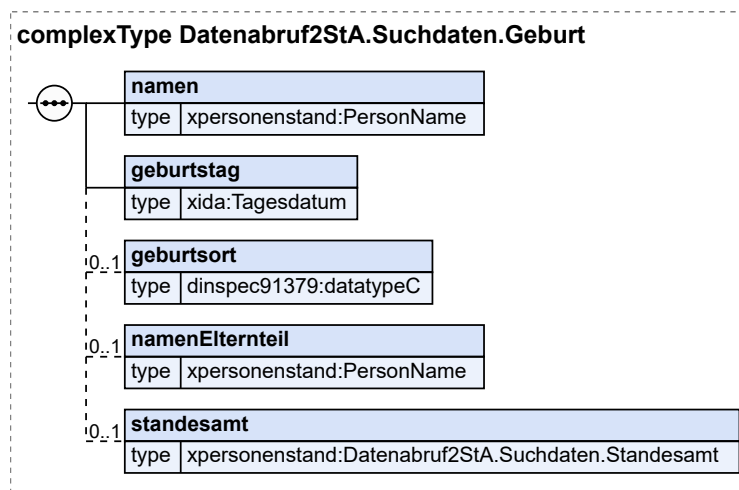 complexType Datenabruf2StA.Suchdaten.Geburt
namen
type xpersonenstand:PersonName
geburtstag
type xida:Tagesdatum
0..1 geburtsort
type dinspec91379:datatypeC
0..1 namenElternteil
type xpersonenstand:PersonName
0..1 standesamt
type xpersonenstand:Datenabruf2StA.Suchdaten.Standesamt